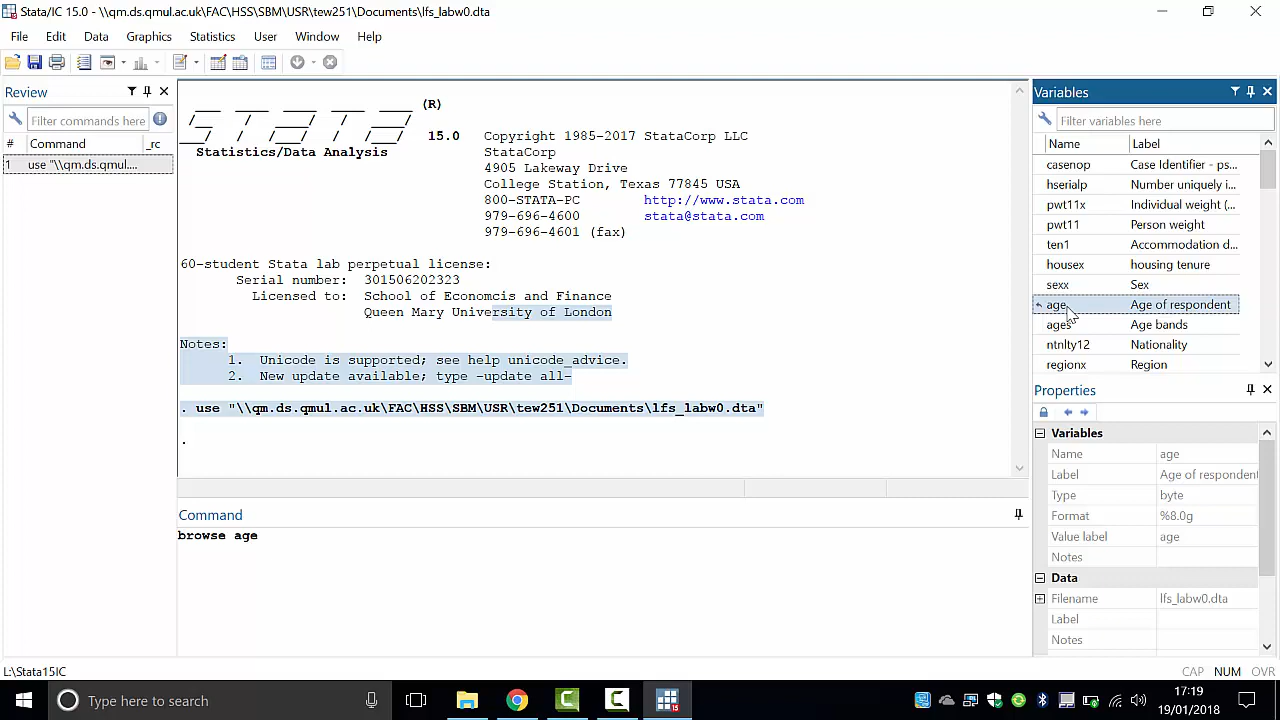 Stata/IC 15.0 - \\qm.ds.qmul.ac.uk\FAC\HSS\SBM\USR\tew251\Documents\lfs_labw0.dta
File Edit Data Graphics Statistics User Window Help
Review
Filter commands here
# Command _rc
1 use "\\qm.ds.qmul....
(R)
15.0 Copyright 1985-2017 StataCorp LLC
Statistics/Data Analysis StataCorp
4905 Lakeway Drive
College Station, Texas 77845 USA
800-STATA-PC http://www.stata.com
979-696-4600 stata@stata.com
979-696-4601 (fax)
60-student Stata lab perpetual license:
Serial number: 301506202323
Licensed to: School of Economcis and Finance
Queen Mary University of London
Notes:
1. Unicode is supported; see help unicode_advice.
2. New update available; type -update all-
. use "\\qm.ds.qmul.ac.uk\FAC\HSS\SBM\USR\tew251\Documents\lfs_labw0.dta"
.
Command
browse age
Variables
Filter variables here
Name Label
casenop Case Identifier - ps...
hserialp Number uniquely i...
pwt11x Individual weight (...
pwt11 Person weight
ten1 Accommodation d...
housex housing tenure
sexx Sex
age Age of respondent
ages Age bands
ntnlty12 Nationality
regionx Region
Properties
Variables
Name age
Label Age of respondent
Type byte
Format %8.0g
Value label age
Notes
Data
Filename lfs_labw0.dta
Label
Notes
L:\Stata15IC
CAP NUM OVR
Type here to search
17:19
19/01/2018